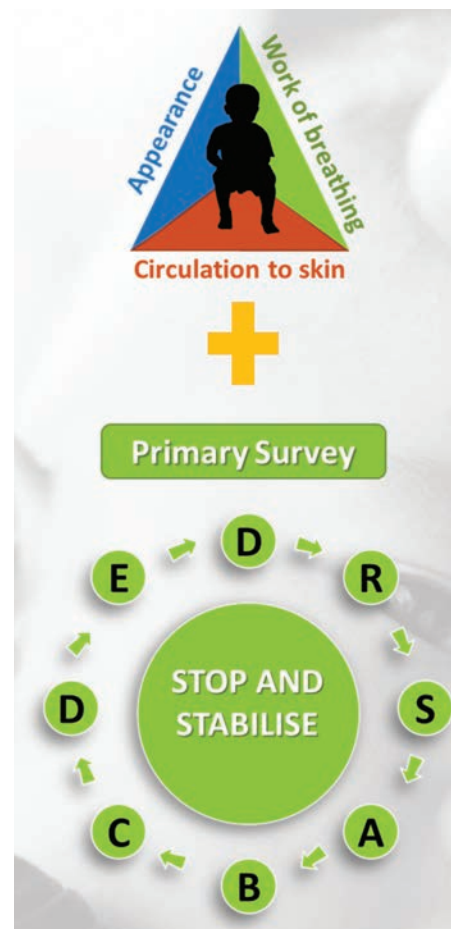 Appearance
Work of breathing
Circulation to skin
Primary Survey
D
R
S
A
B
C
D
E
STOP AND
STABILISE